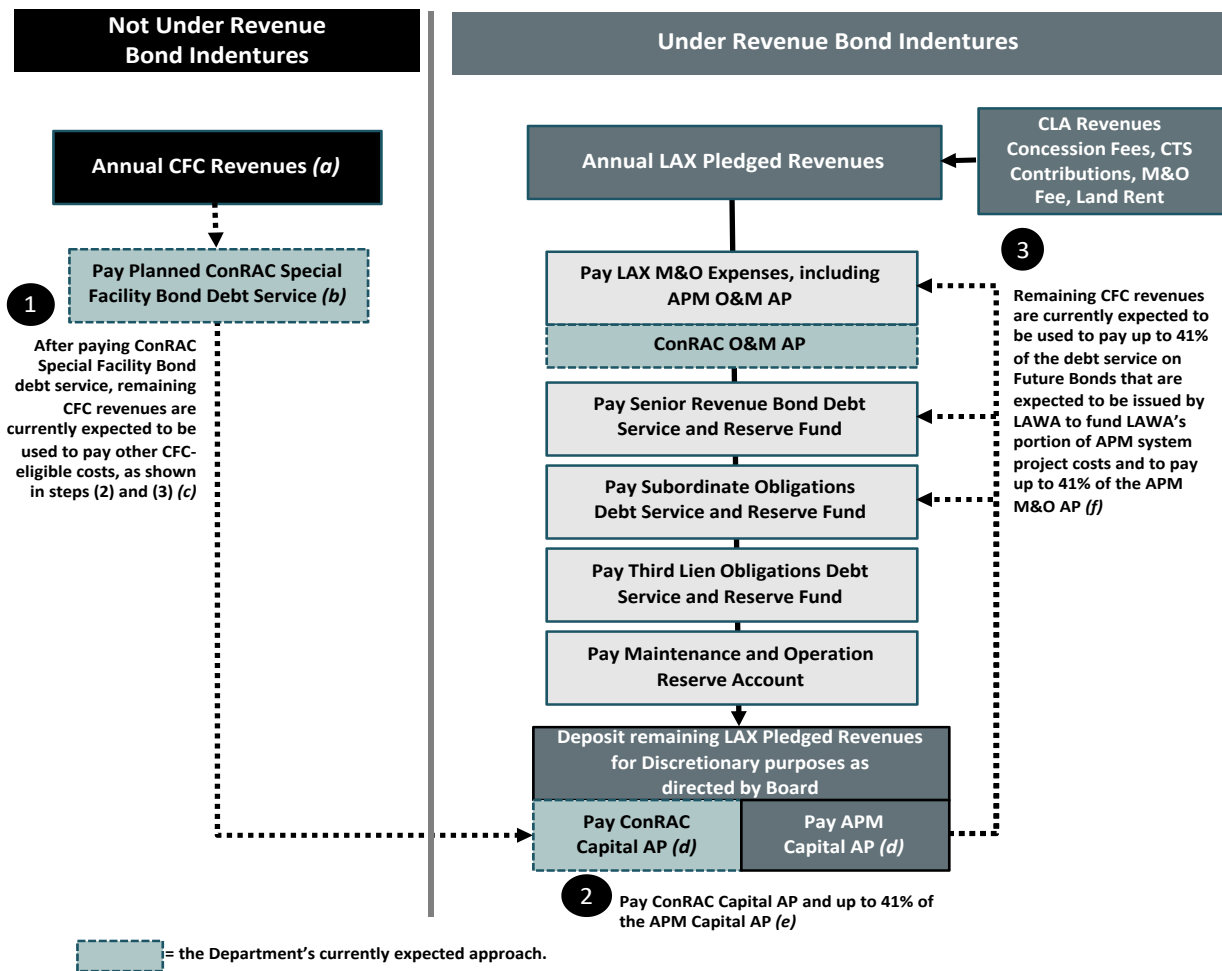 Not Under Revenue
Bond Indentures
Under Revenue Bond Indentures
Annual CFC Revenues (a)
Pay Planned ConRAC Special
Facility Bond Debt Service (b)
1
After paying ConRAC
Special Facility Bond
debt service, remaining
CFC revenues are
currently expected to be
used to pay other CFC-
eligible costs, as shown
in steps (2) and (3) (c)
Annual LAX Pledged Revenues
CLA Revenues
Concession Fees, CTS
Contributions, M&O
Fee, Land Rent
Pay LAX M&O Expenses, including
APM O&M AP
ConRAC O&M AP
Pay Senior Revenue Bond Debt
Service and Reserve Fund
Pay Subordinate Obligations
Debt Service and Reserve Fund
Pay Third Lien Obligations Debt
Service and Reserve Fund
Pay Maintenance and Operation
Reserve Account
Deposit remaining LAX Pledged Revenues
for Discretionary purposes as
directed by Board
Pay ConRAC
Capital AP (d)
Pay APM
Capital AP (d)
2
Pay ConRAC Capital AP and up to 41% of
the APM Capital AP (e)
3
Remaining CFC revenues
are currently expected to
be used to pay up to 41%
of the debt service on
Future Bonds that are
expected to be issued by
LAWA to fund LAWA's
portion of APM system
project costs and to pay
up to 41% of the APM
M&O AP (f)
= the Department's currently expected approach.